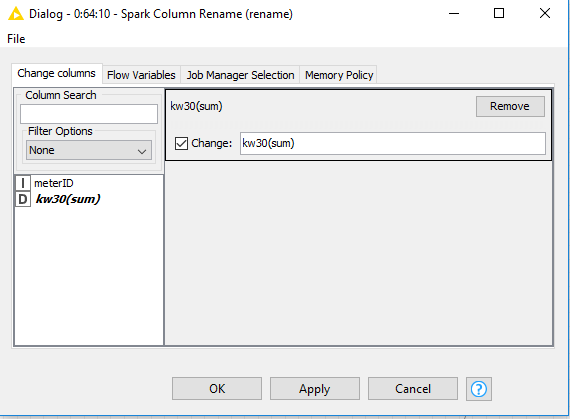 Dialog - 0:64:10 - Spark Column Rename (rename)
File
Change columns Flow Variables Job Manager Selection Memory Policy
Column Search
Filter Options
None
I meterID
D kw30(sum)
kw30(sum) Remove
Change: kw30(sum)
OK Apply Cancel ?